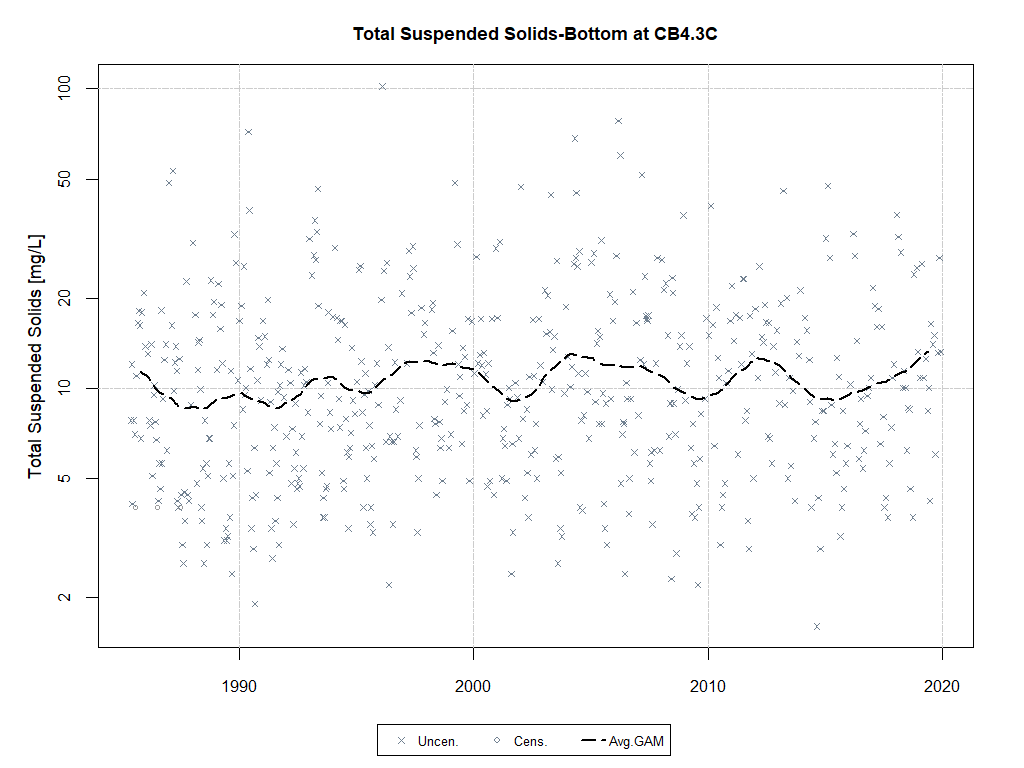 Total Suspended Solids-Bottom at CB4.3C
Total Suspended Solids [mg/L]
100
50
20
10
5
2
1990 2000 2010 2020
Uncen. Cens. Avg.GAM